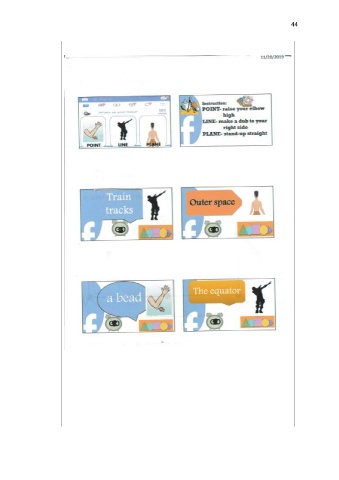 44
11/20/2019
POINT LINE PLANE
Instruction:
POINT- raise your elbow
high
LINE- make a dab to your
right side
PLANE- stand-up straight
Train
tracks
Outer space
a bead
The equator